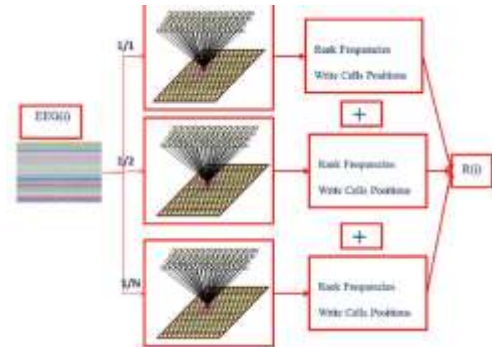 1/1
Rank Frequencies
Write Cells Positions
+
EEG(i)
1/2
Rank Frequencies
Write Cells Positions
R(i)
+
1/N
Rank Frequencies
Write Cells Positions